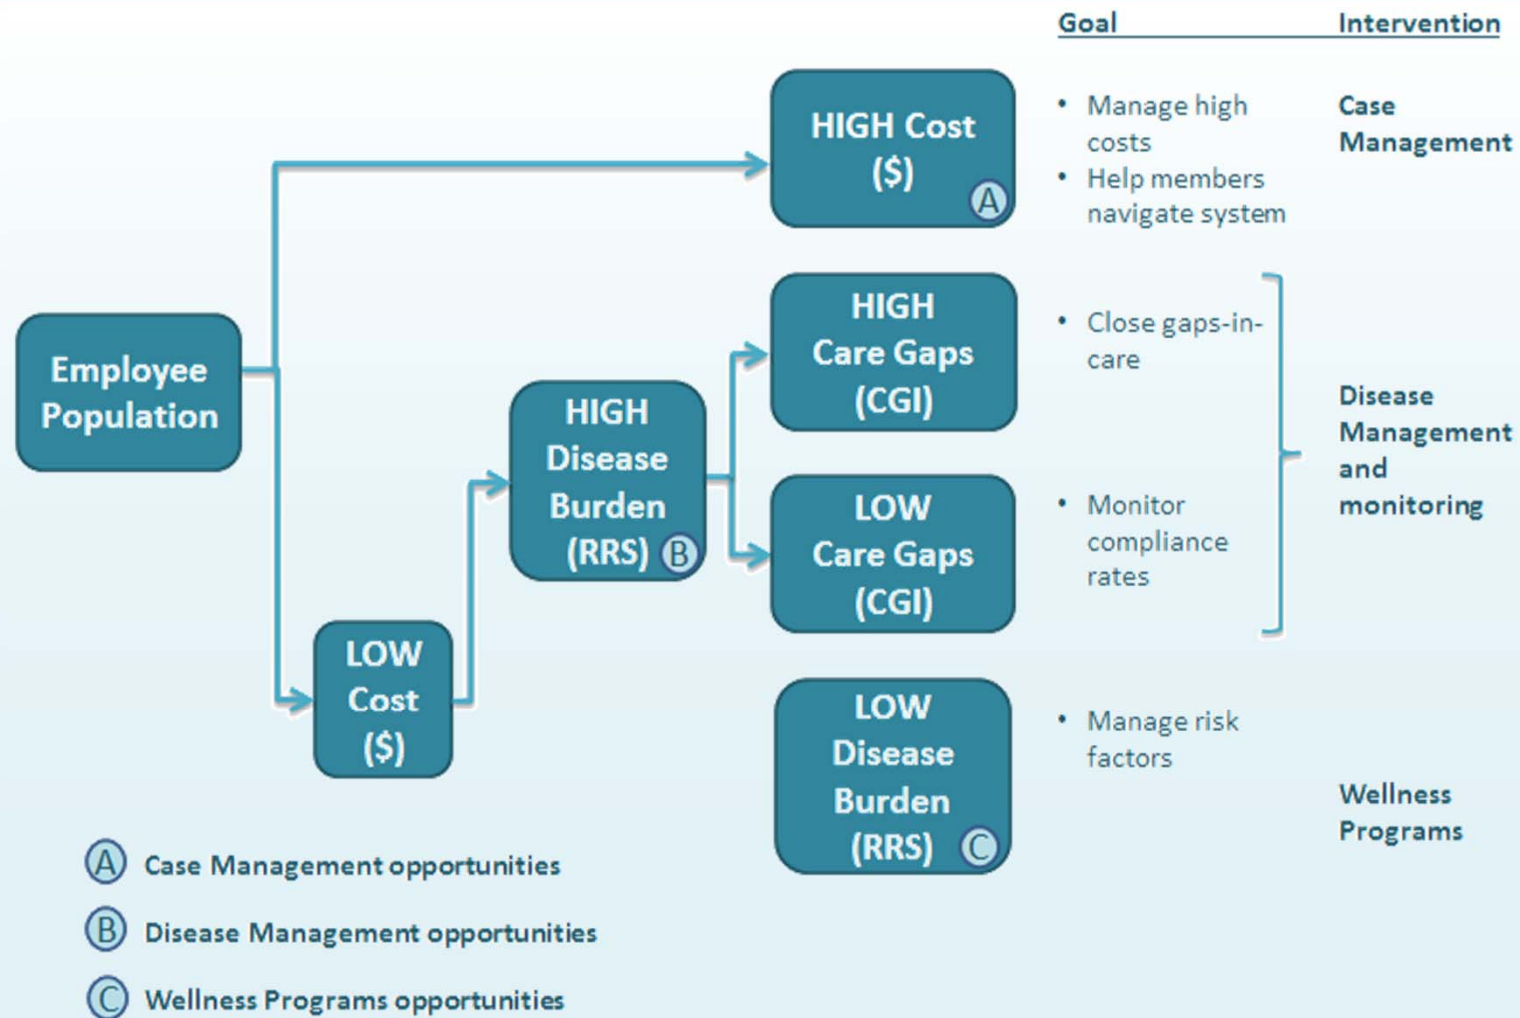 Goal
Intervention
HIGH Cost
($)
A
• Manage high
costs
• Help members
navigate system
Case
Management
Employee
Population
HIGH
Disease
Burden
(RRS)
B
HIGH
Care Gaps
(CGI)
• Close gaps-in-
care
LOW
Care Gaps
(CGI)
• Monitor
compliance
rates
Disease
Management
and
monitoring
LOW
Cost
($)
LOW
Disease
Burden
(RRS)
C
• Manage risk
factors
Wellness
Programs
A Case Management opportunities
B Disease Management opportunities
C Wellness Programs opportunities